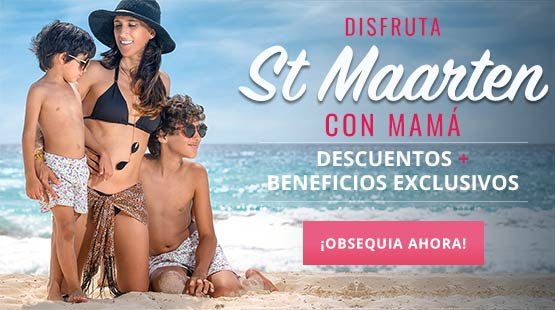 DISFRUTA
St Maarten
CON MAMÁ
DESCUENTOS +
BENEFICIOS EXCLUSIVOS
¡OBSEQUIA AHORA!